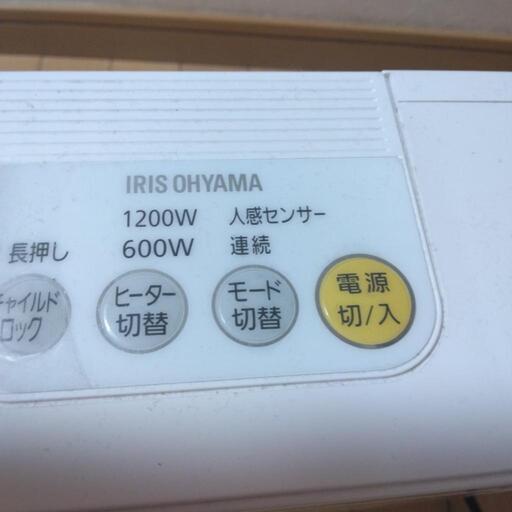 IRIS OHYAMA
1200W 人感センサー
長押し 600W 連続
チャイルド
ロック
ヒーター
切替
モード
切替
電源
切/入